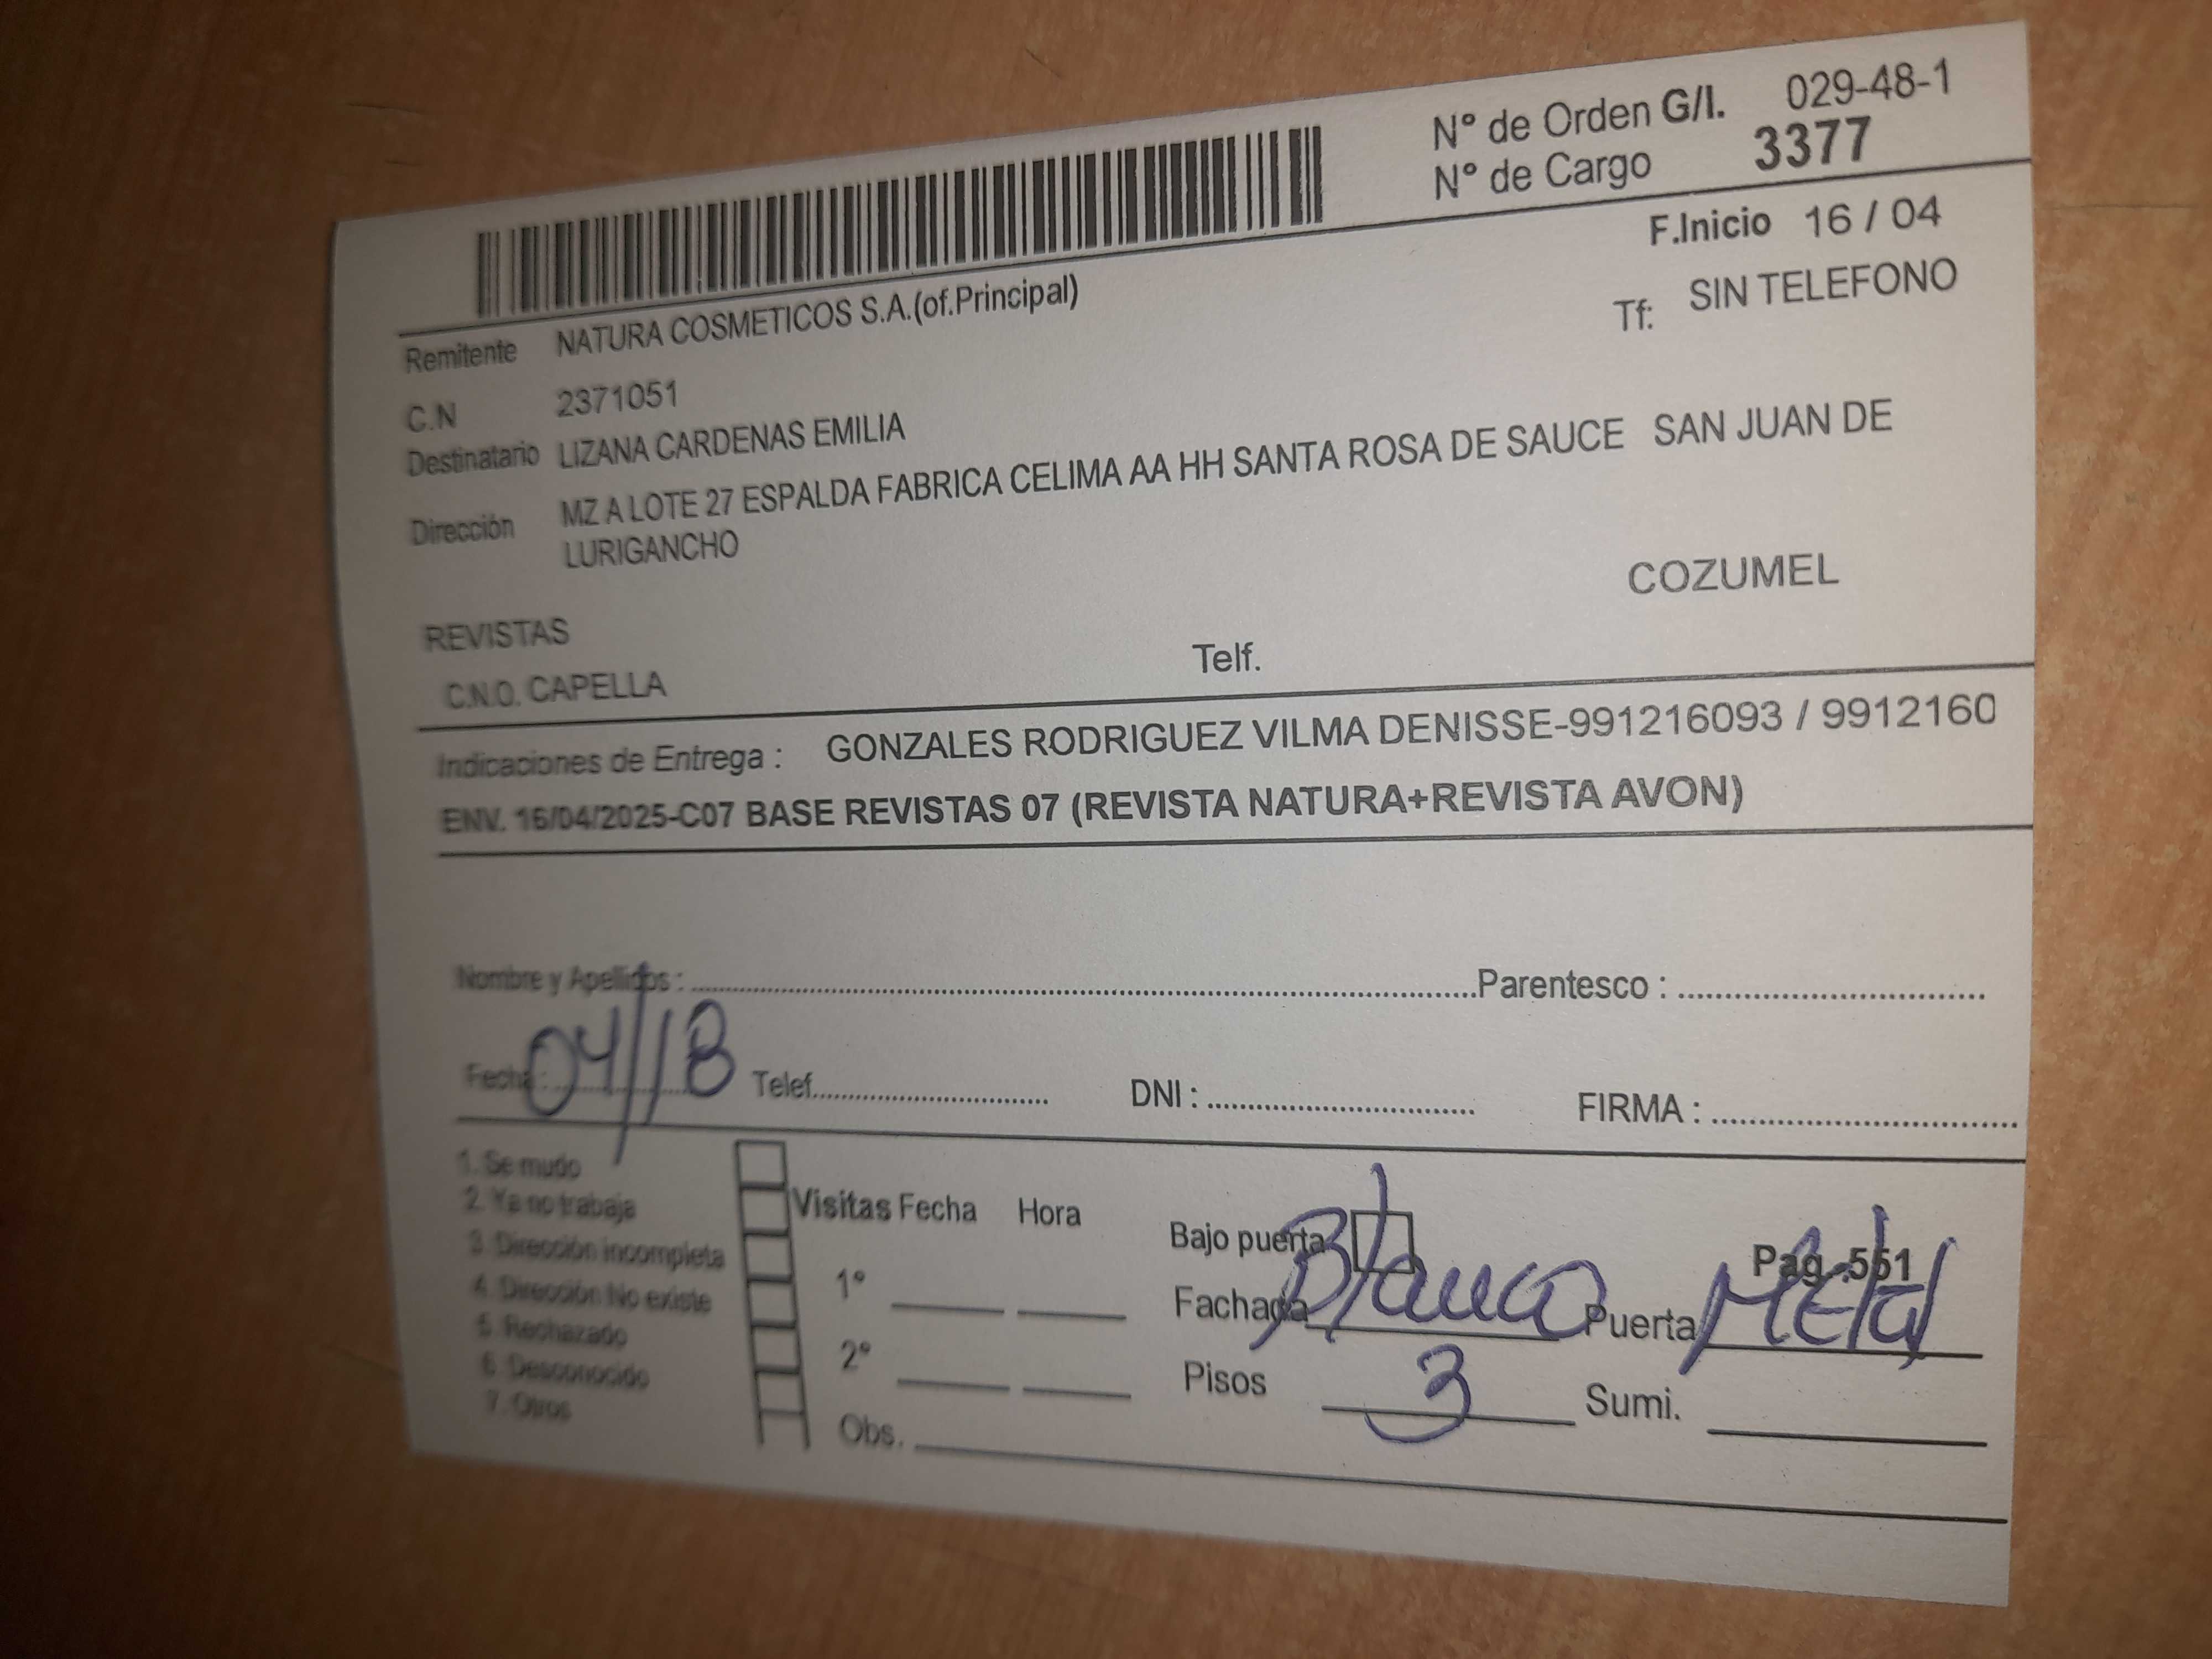 N° de Orden G/I. 029-48-1
N° de Cargo 3377
F.Inicio 16 / 04
Remitente NATURA COSMETICOS S.A.(of.Principal)
Tf: SIN TELEFONO
C.N 2371051
Destinatario LIZANA CARDENAS EMILIA
Dirección MZ A LOTE 27 ESPALDA FABRICA CELIMA AA HH SANTA ROSA DE SAUCE SAN JUAN DE
LURIGANCHO
COZUMEL
REVISTAS
C.N.O. CAPELLA Telf.
Indicaciones de Entrega : GONZALES RODRIGUEZ VILMA DENISSE-991216093 / 9912160
ENV. 16/04/2025-C07 BASE REVISTAS 07 (REVISTA NATURA+REVISTA AVON)
Nombre y Apellidos : Parentesco :
Fecha : 04/18 Telef. DNI : FIRMA :
1. Se mudo
2. Ya no trabaja
3. Dirección incompleta
4. Dirección No existe
5. Rechazado
6. Desconocido
7. Otros
Visitas Fecha Hora
1°
2°
Obs.
Bajo puerta
Pag .551
Fachada Blanco Puerta Metal
Pisos 3 Sumi.